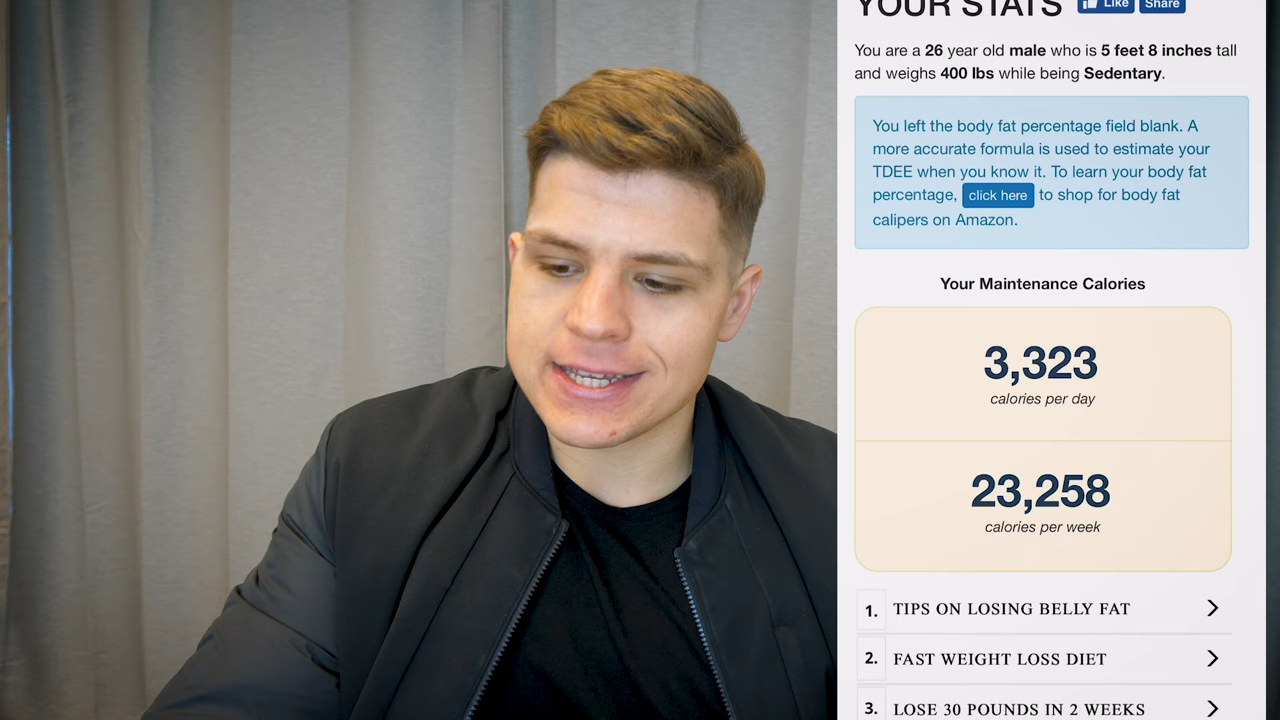 YOUR STATS Like Share
You are a 26 year old male who is 5 feet 8 inches tall
and weighs 400 lbs while being Sedentary.
You left the body fat percentage field blank. A
more accurate formula is used to estimate your
TDEE when you know it. To learn your body fat
percentage, click here to shop for body fat
calipers on Amazon.
Your Maintenance Calories
3,323
calories per day
23,258
calories per week
1. TIPS ON LOSING BELLY FAT
2. FAST WEIGHT LOSS DIET
3. LOSE 30 POUNDS IN 2 WEEKS